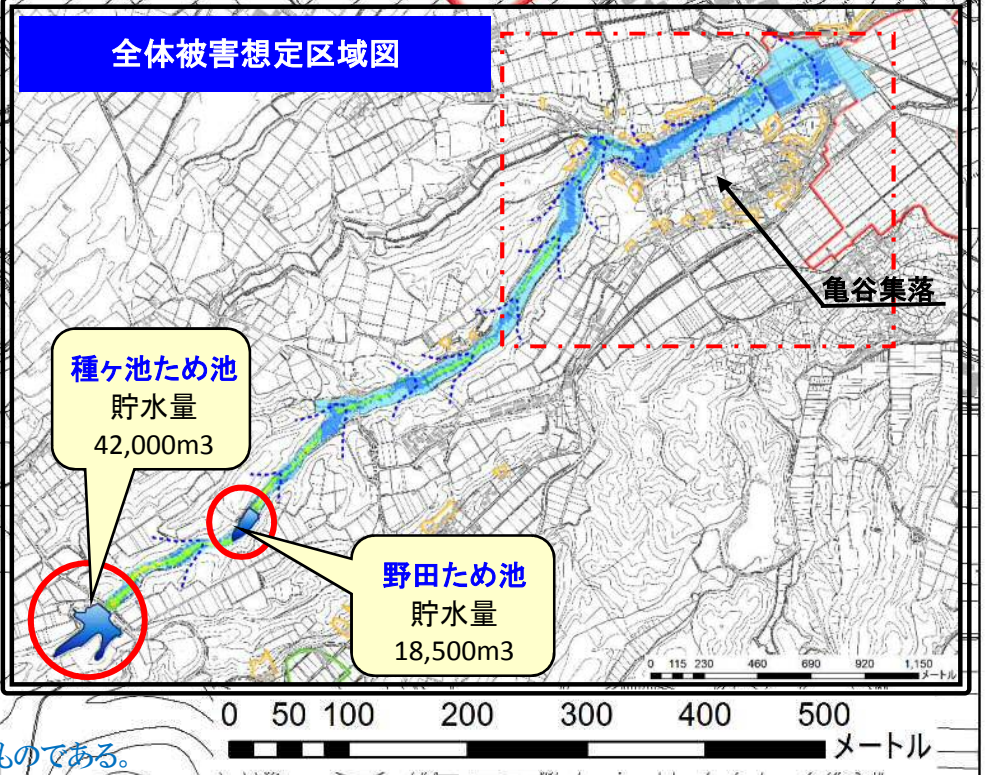 全体被害想定区域図
亀谷集落
種ヶ池ため池
貯水量
42,000m3
野田ため池
貯水量
18,500m3
0 115 230 460 690 920 1,150
メートル
0 50 100 200 300 400 500
メートル
ものである。